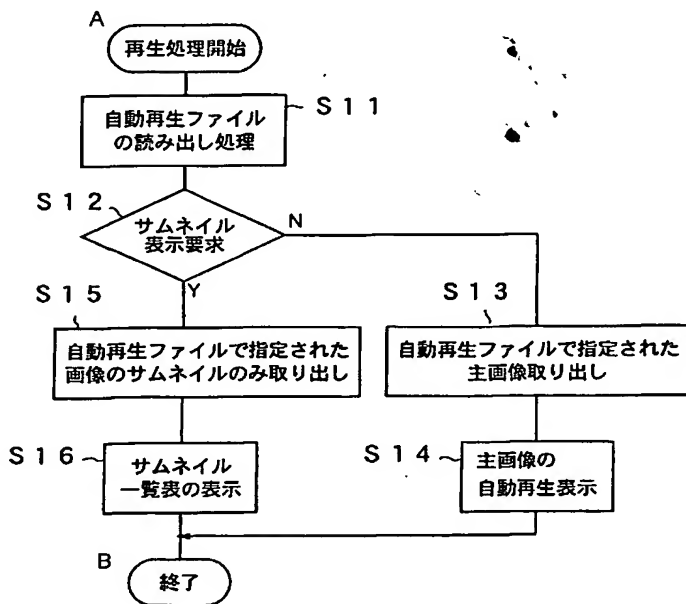 A
再生処理開始
S11
自動再生ファイル
の読み出し処理
S12
サムネイル
表示要求
N
Y
S15
自動再生ファイルで指定された
画像のサムネイルのみ取り出し
S13
自動再生ファイルで指定された
主画像取り出し
S16
サムネイル
一覧表の表示
S14
主画像の
自動再生表示
B
終了